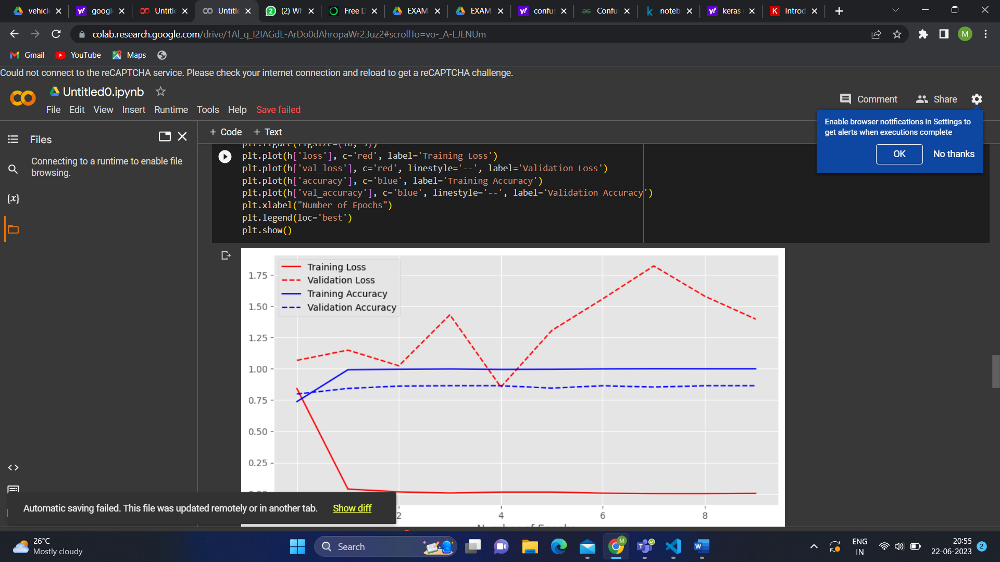 vehicl
google
Untitle
Untitle
(2) Wh
Free D
EXAM
EXAM
confus
Confu
noteb
keras
Introd
colab.research.google.com/drive/1Al_q_I2IAGdL-ArDo0dAhropaWr23uz2#scrollTo=vo-_A-LJENUm
M
Gmail
YouTube
Maps
Could not connect to the reCAPTCHA service. Please check your internet connection and reload to get a reCAPTCHA challenge.
Untitled0.ipynb
Comment
Share
File Edit View Insert Runtime Tools Help Save failed
Enable browser notifications in Settings to
get alerts when executions complete
OK
No thanks
Files
+ Code + Text
Connecting to a runtime to enable file
browsing.
{x}
plt.figure(figsize=(10, 5))
plt.plot(h['loss'], c='red', label='Training Loss')
plt.plot(h['val_loss'], c='red', linestyle='--', label='Validation Loss')
plt.plot(h['accuracy'], c='blue', label='Training Accuracy')
plt.plot(h['val_accuracy'], c='blue', linestyle='--', label='Validation Accuracy')
plt.xlabel("Number of Epochs")
plt.legend(loc='best')
plt.show()
Training Loss
Validation Loss
Training Accuracy
Validation Accuracy
1.75
1.50
1.25
1.00
0.75
0.50
0.25
0.00
2
4
6
8
Number of Epochs
Automatic saving failed. This file was updated remotely or in another tab. Show diff
26°C
Mostly cloudy
Search
ENG
IN
20:55
22-06-2023
2